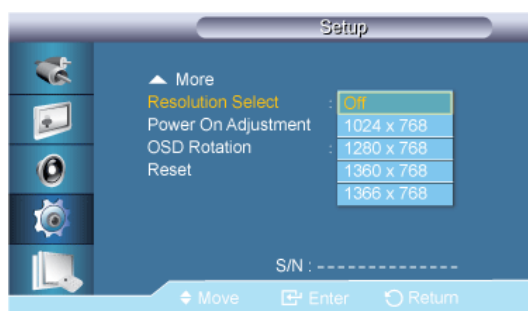 Setup
▲ More
Resolution Select : Off
Power On Adjustment 1024 x 768
OSD Rotation : 1280 x 768
Reset 1360 x 768
1366 x 768
S/N : - - - - - - - - - - - - - -
Move Enter Return